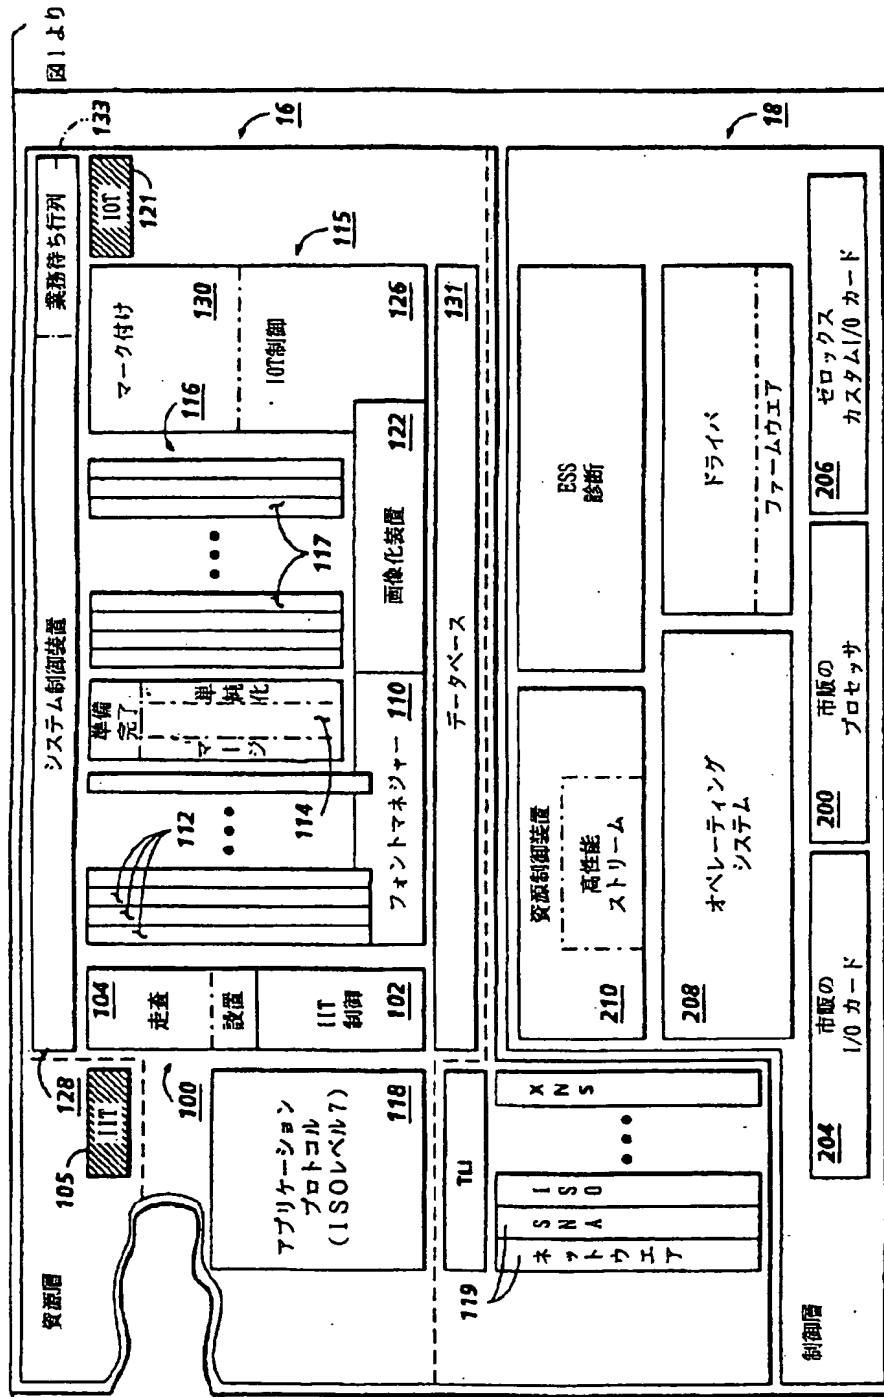 図1より
資源層
105
IIT
128
システム制御装置
業務待ち行列
133
IOT
121
16
100
104
走査
設置
IIT
制御
102
112
準備
完了
マージ
単純化
114
116
117
マーク付け
130
115
IOT制御
126
アプリケーション
プロトコル
(ISOレベル7)
118
フォントマネジャー
110
画像化装置
122
TLI
データベース
131
119
ネットウエア
SNA
ISO
XNS
18
資源制御装置
高性能
ストリーム
210
ESS
診断
オペレーティング
システム
208
ドライバ
ファームウエア
制御層
市販の
I/Oカード
204
市販の
プロセッサ
200
ゼロックス
カスタムI/Oカード
206